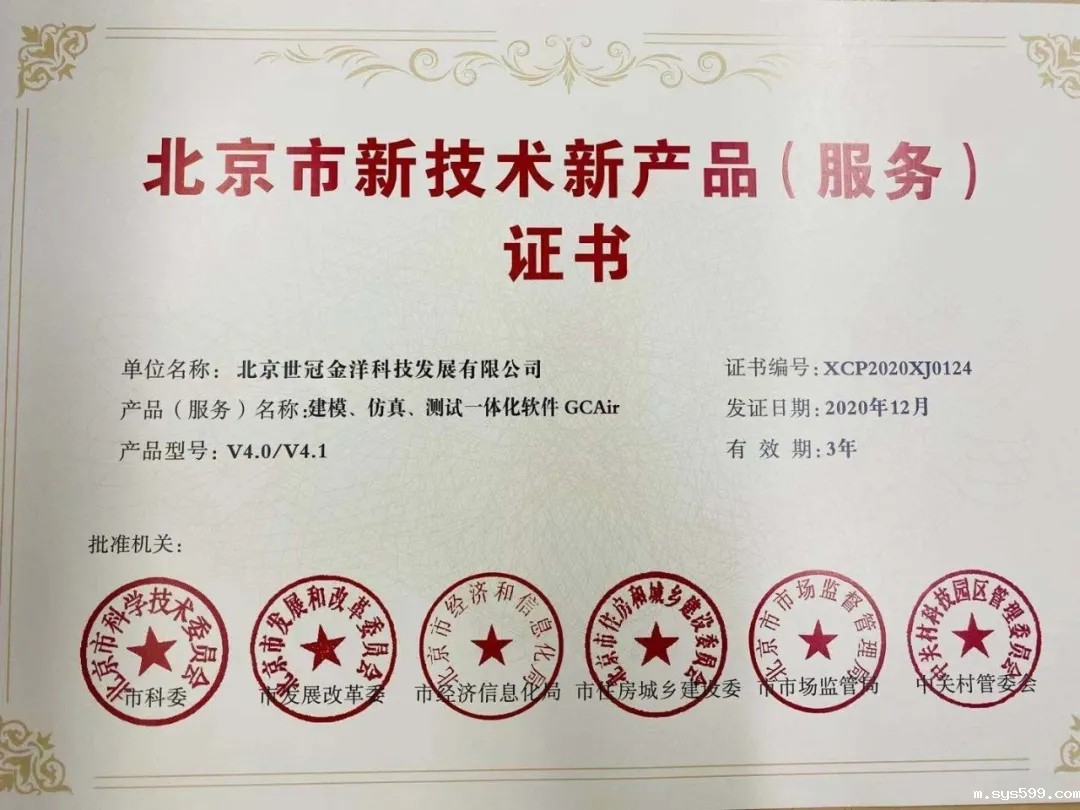 北京市新技术新产品（服务）
证书
单位名称：北京世冠金洋科技发展有限公司
证书编号：XCP2020XJ0124
产品（服务）名称：建模、仿真、测试一体化软件GCAir
发证日期：2020年12月
产品型号：V4.0/V4.1
有 效 期：3年
批准机关：
北京市科学技术委员会
北京市发展和改革委员会
北京市经济和信息化局
北京市住房和城乡建设委员会
北京市市场监督管理局
中关村科技园区管理委员会
市科委
市发展改革委
市经济信息化局
市住房城乡建设委
市市场监管局
中关村管委会
m.sys599.com